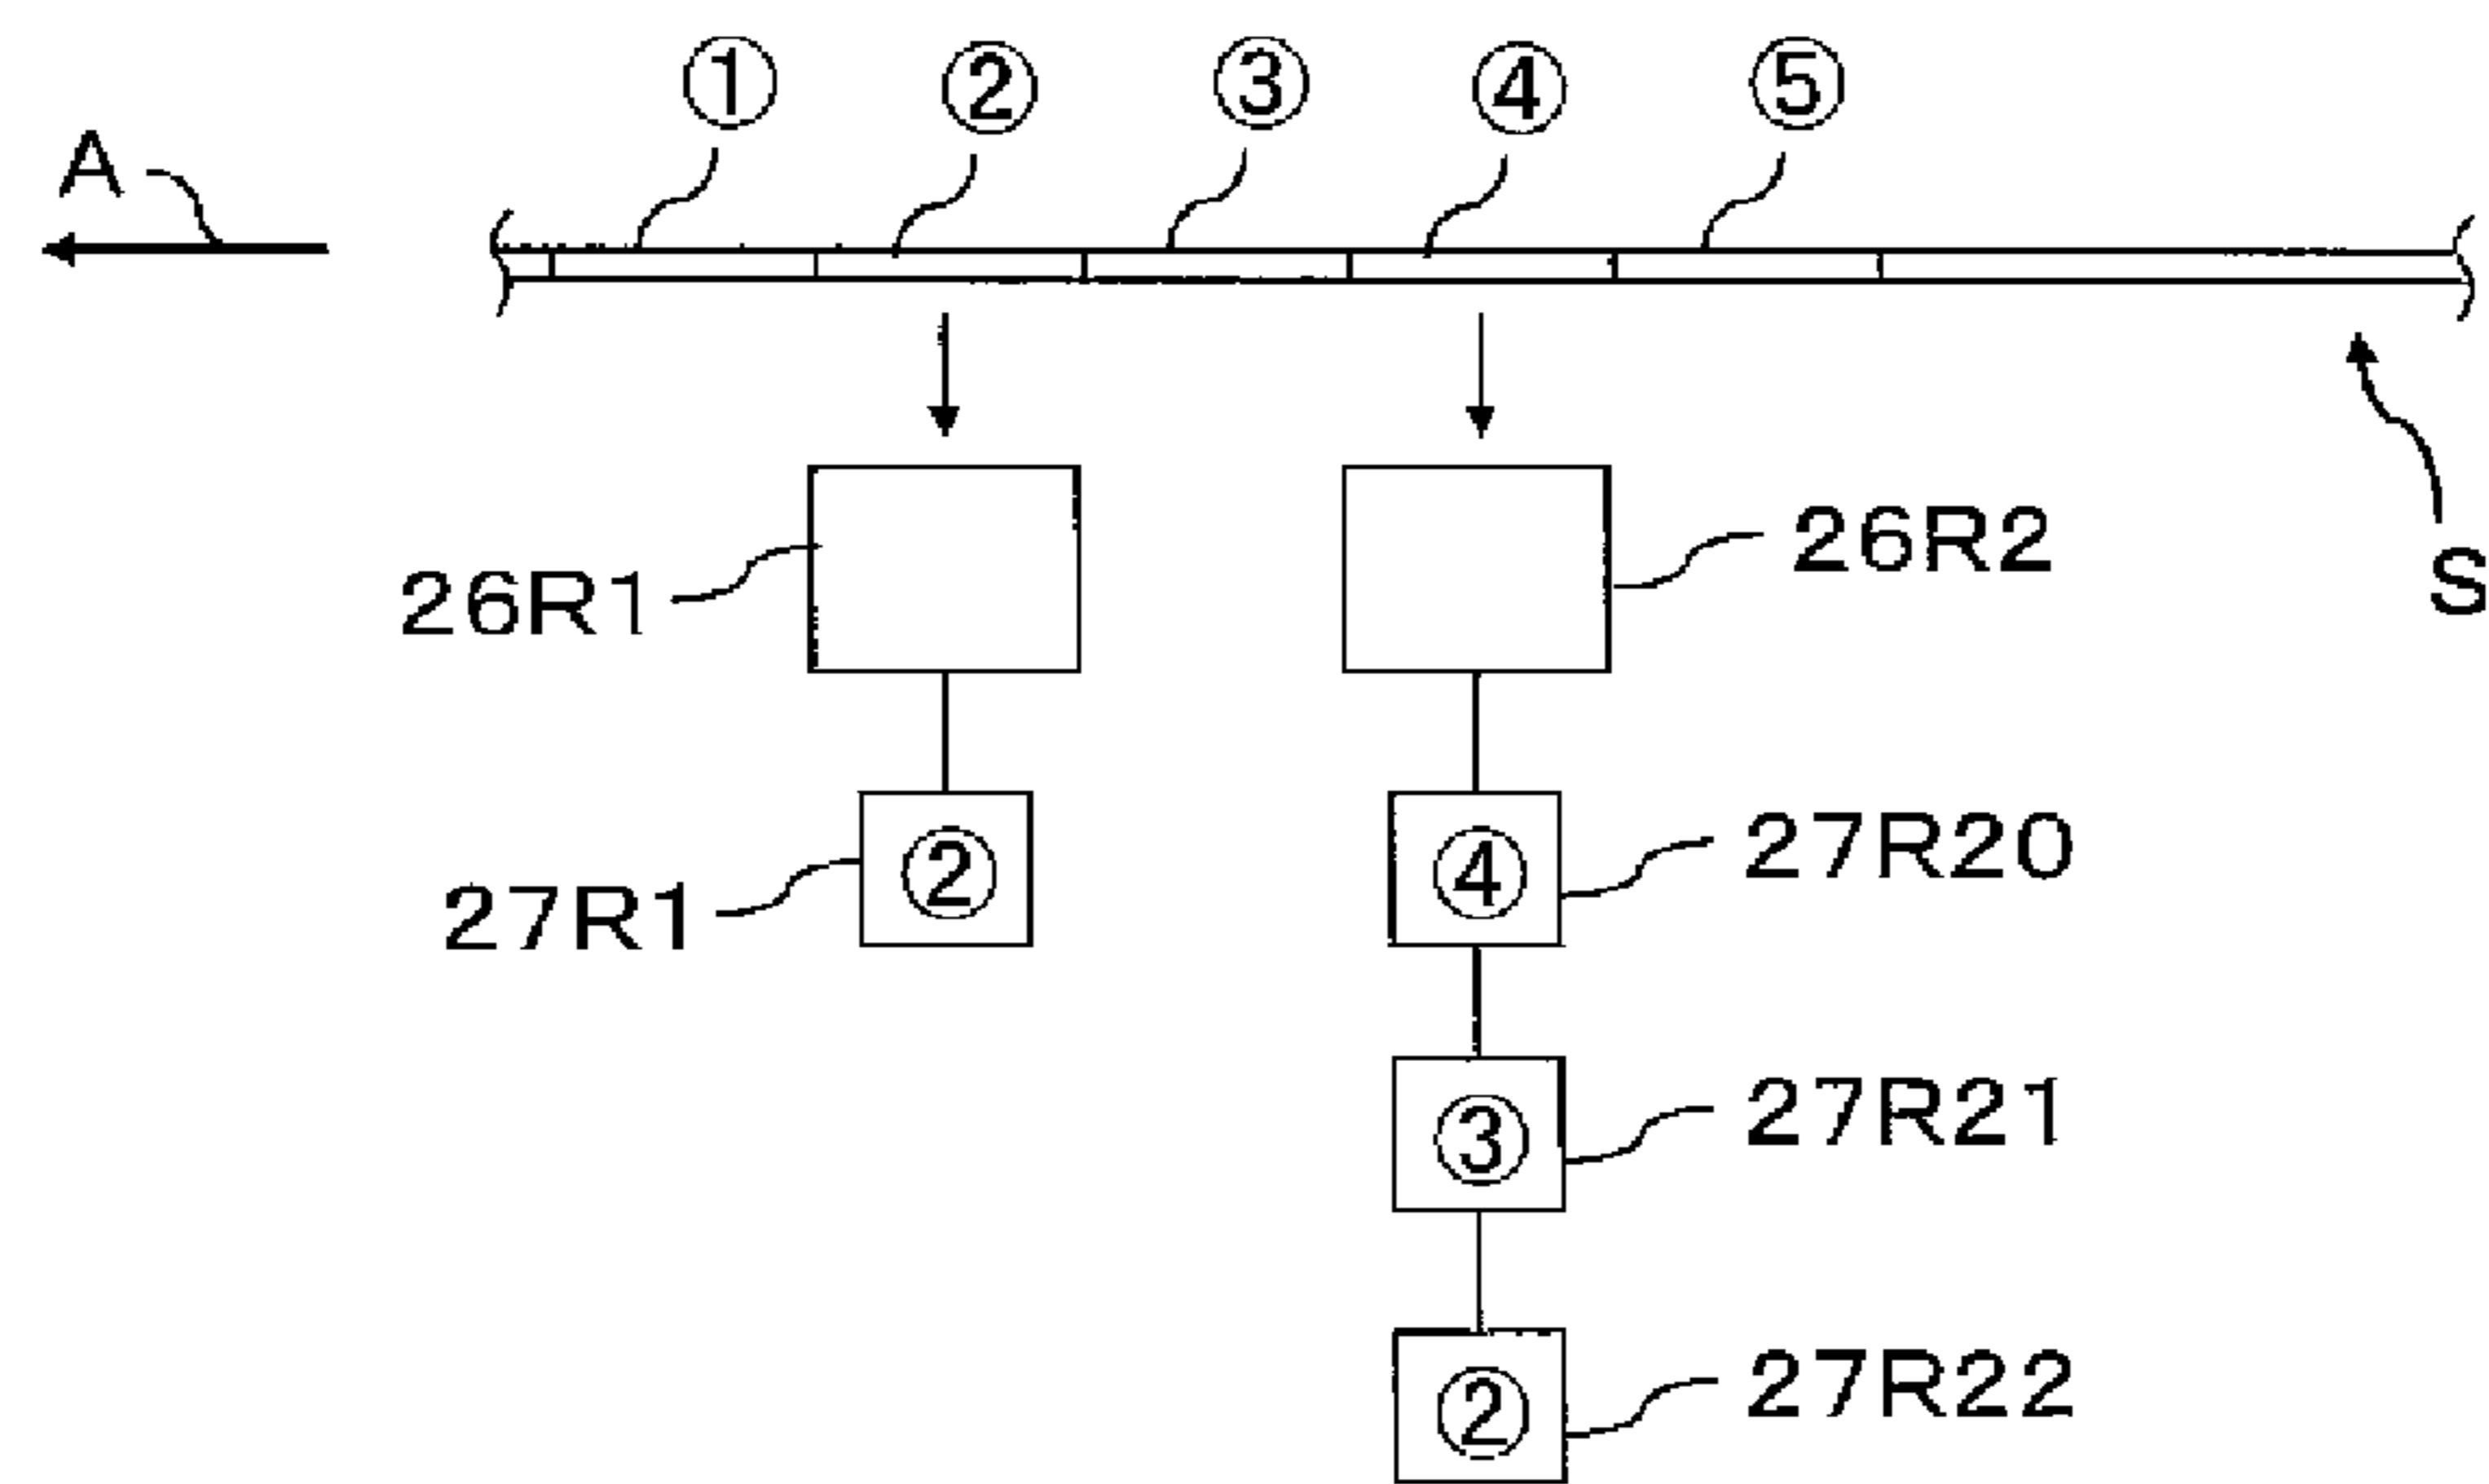 ① ② ③ ④ ⑤
A
26R1 26R2 S
27R1 ② ④ 27R20
③ 27R21
② 27R22